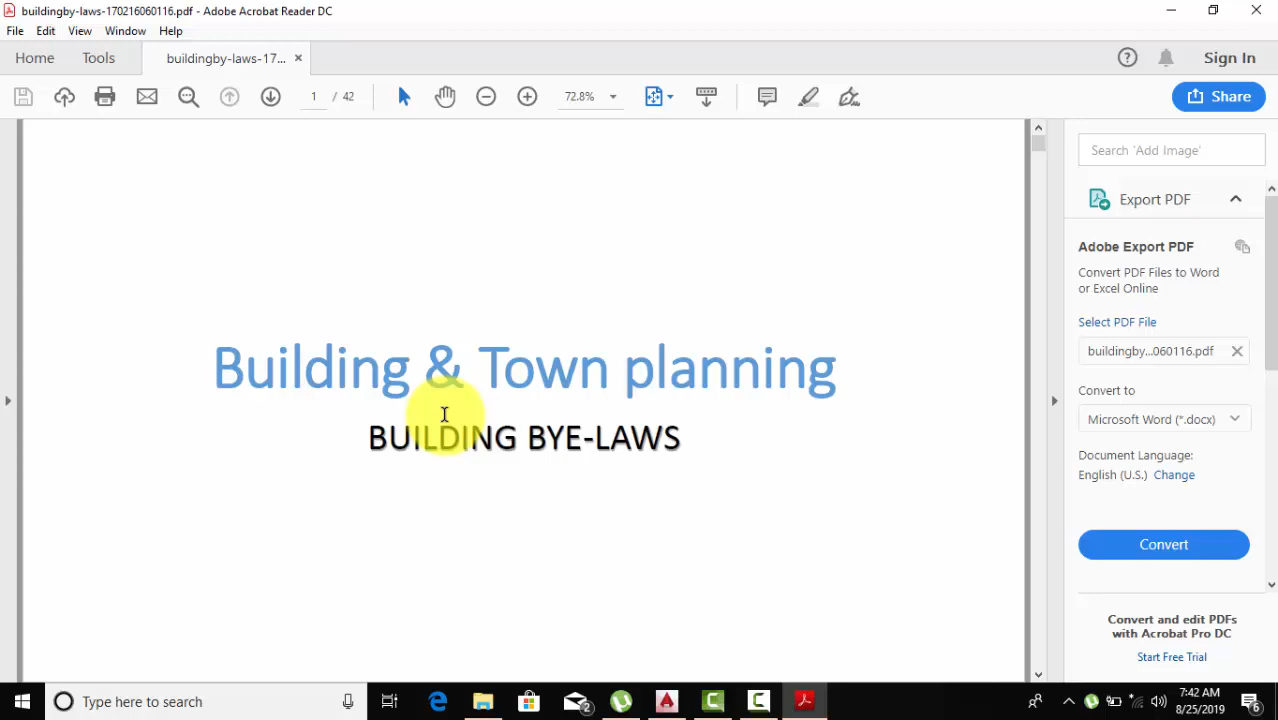 buildingby-laws-170216060116.pdf - Adobe Acrobat Reader DC
File Edit View Window Help
Home Tools buildingby-laws-17... Sign In
1 / 42 72.8% Share
Search 'Add Image'
Export PDF
Adobe Export PDF
Convert PDF Files to Word
or Excel Online
Select PDF File
buildingby...060116.pdf
Convert to
Microsoft Word (*.docx)
Document Language:
English (U.S.) Change
Convert
Convert and edit PDFs
with Acrobat Pro DC
Start Free Trial
Building & Town planning
BUILDING BYE-LAWS
Type here to search
2
7:42 AM
8/25/2019
6